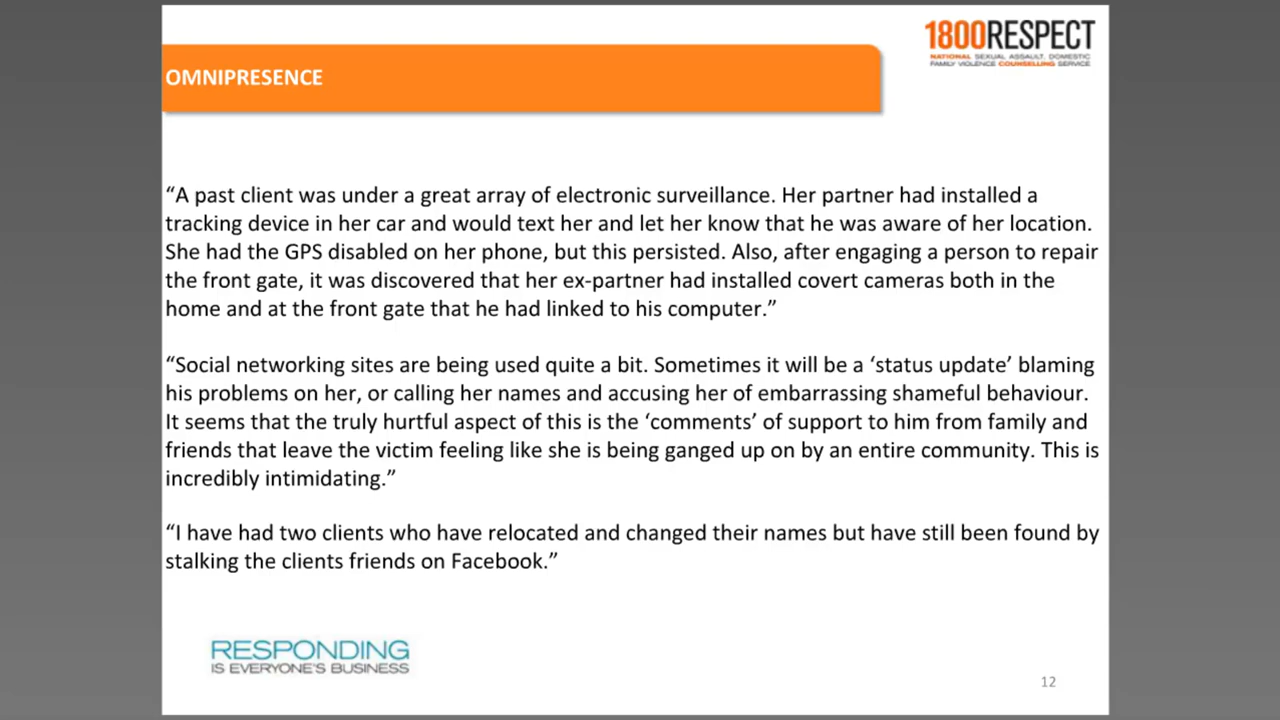 1800RESPECT
NATIONAL SEXUAL ASSAULT, DOMESTIC
FAMILY VIOLENCE COUNSELLING SERVICE
OMNIPRESENCE
“A past client was under a great array of electronic surveillance. Her partner had installed a
tracking device in her car and would text her and let her know that he was aware of her location.
She had the GPS disabled on her phone, but this persisted. Also, after engaging a person to repair
the front gate, it was discovered that her ex-partner had installed covert cameras both in the
home and at the front gate that he had linked to his computer.”
“Social networking sites are being used quite a bit. Sometimes it will be a ‘status update’ blaming
his problems on her, or calling her names and accusing her of embarrassing shameful behaviour.
It seems that the truly hurtful aspect of this is the ‘comments’ of support to him from family and
friends that leave the victim feeling like she is being ganged up on by an entire community. This is
incredibly intimidating.”
“I have had two clients who have relocated and changed their names but have still been found by
stalking the clients friends on Facebook.”
RESPONDING
IS EVERYONE'S BUSINESS
12